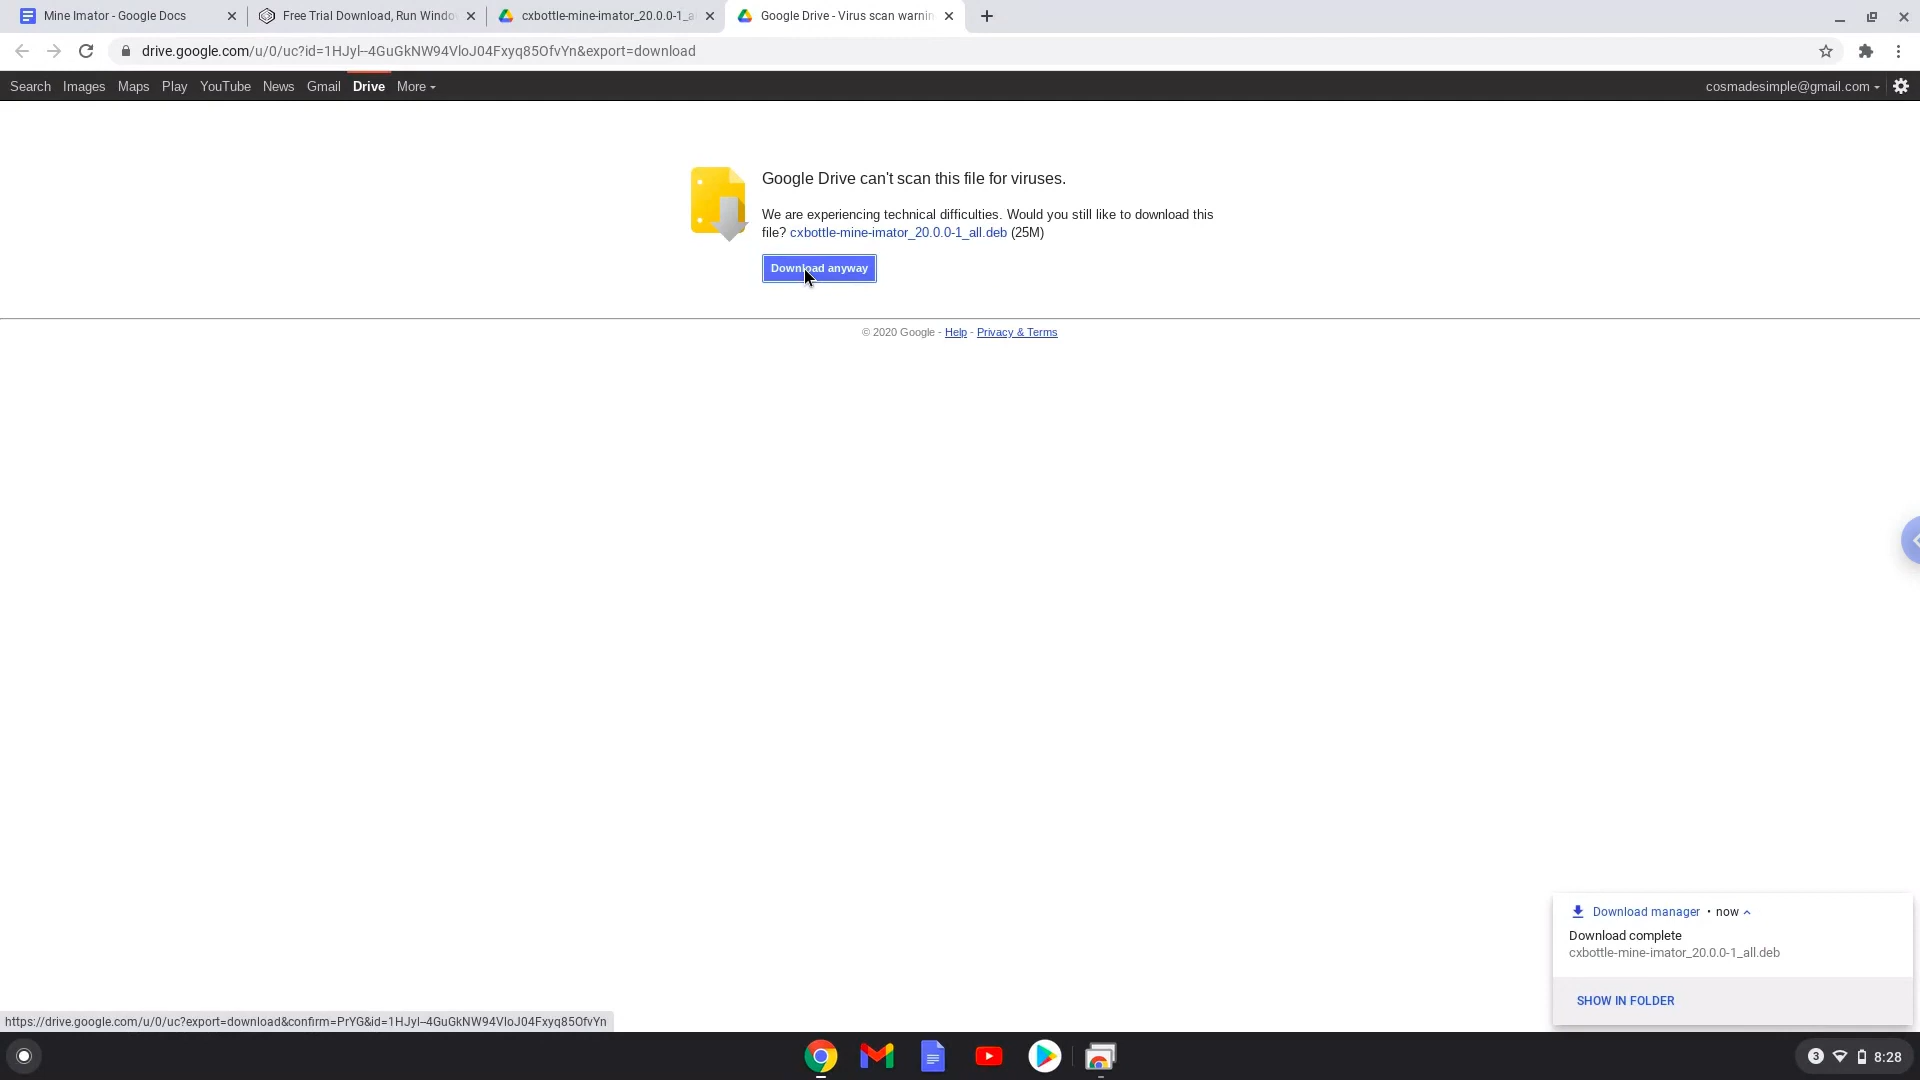 Mine Imator - Google Docs
Free Trial Download, Run Windo
cxbottle-mine-imator_20.0.0-1_a
Google Drive - Virus scan warnin
drive.google.com/u/0/uc?id=1HJyl--4GuGkNW94VloJ04Fxyq85OfvYn&export=download
Search Images Maps Play YouTube News Gmail Drive More
cosmadesimple@gmail.com
Google Drive can't scan this file for viruses.
We are experiencing technical difficulties. Would you still like to download this
file? cxbottle-mine-imator_20.0.0-1_all.deb (25M)
Download anyway
© 2020 Google - Help - Privacy & Terms
Download manager • now
Download complete
cxbottle-mine-imator_20.0.0-1_all.deb
SHOW IN FOLDER
https://drive.google.com/u/0/uc?export=download&confirm=PrYG&id=1HJyl--4GuGkNW94VloJ04Fxyq85OfvYn
3 8:28